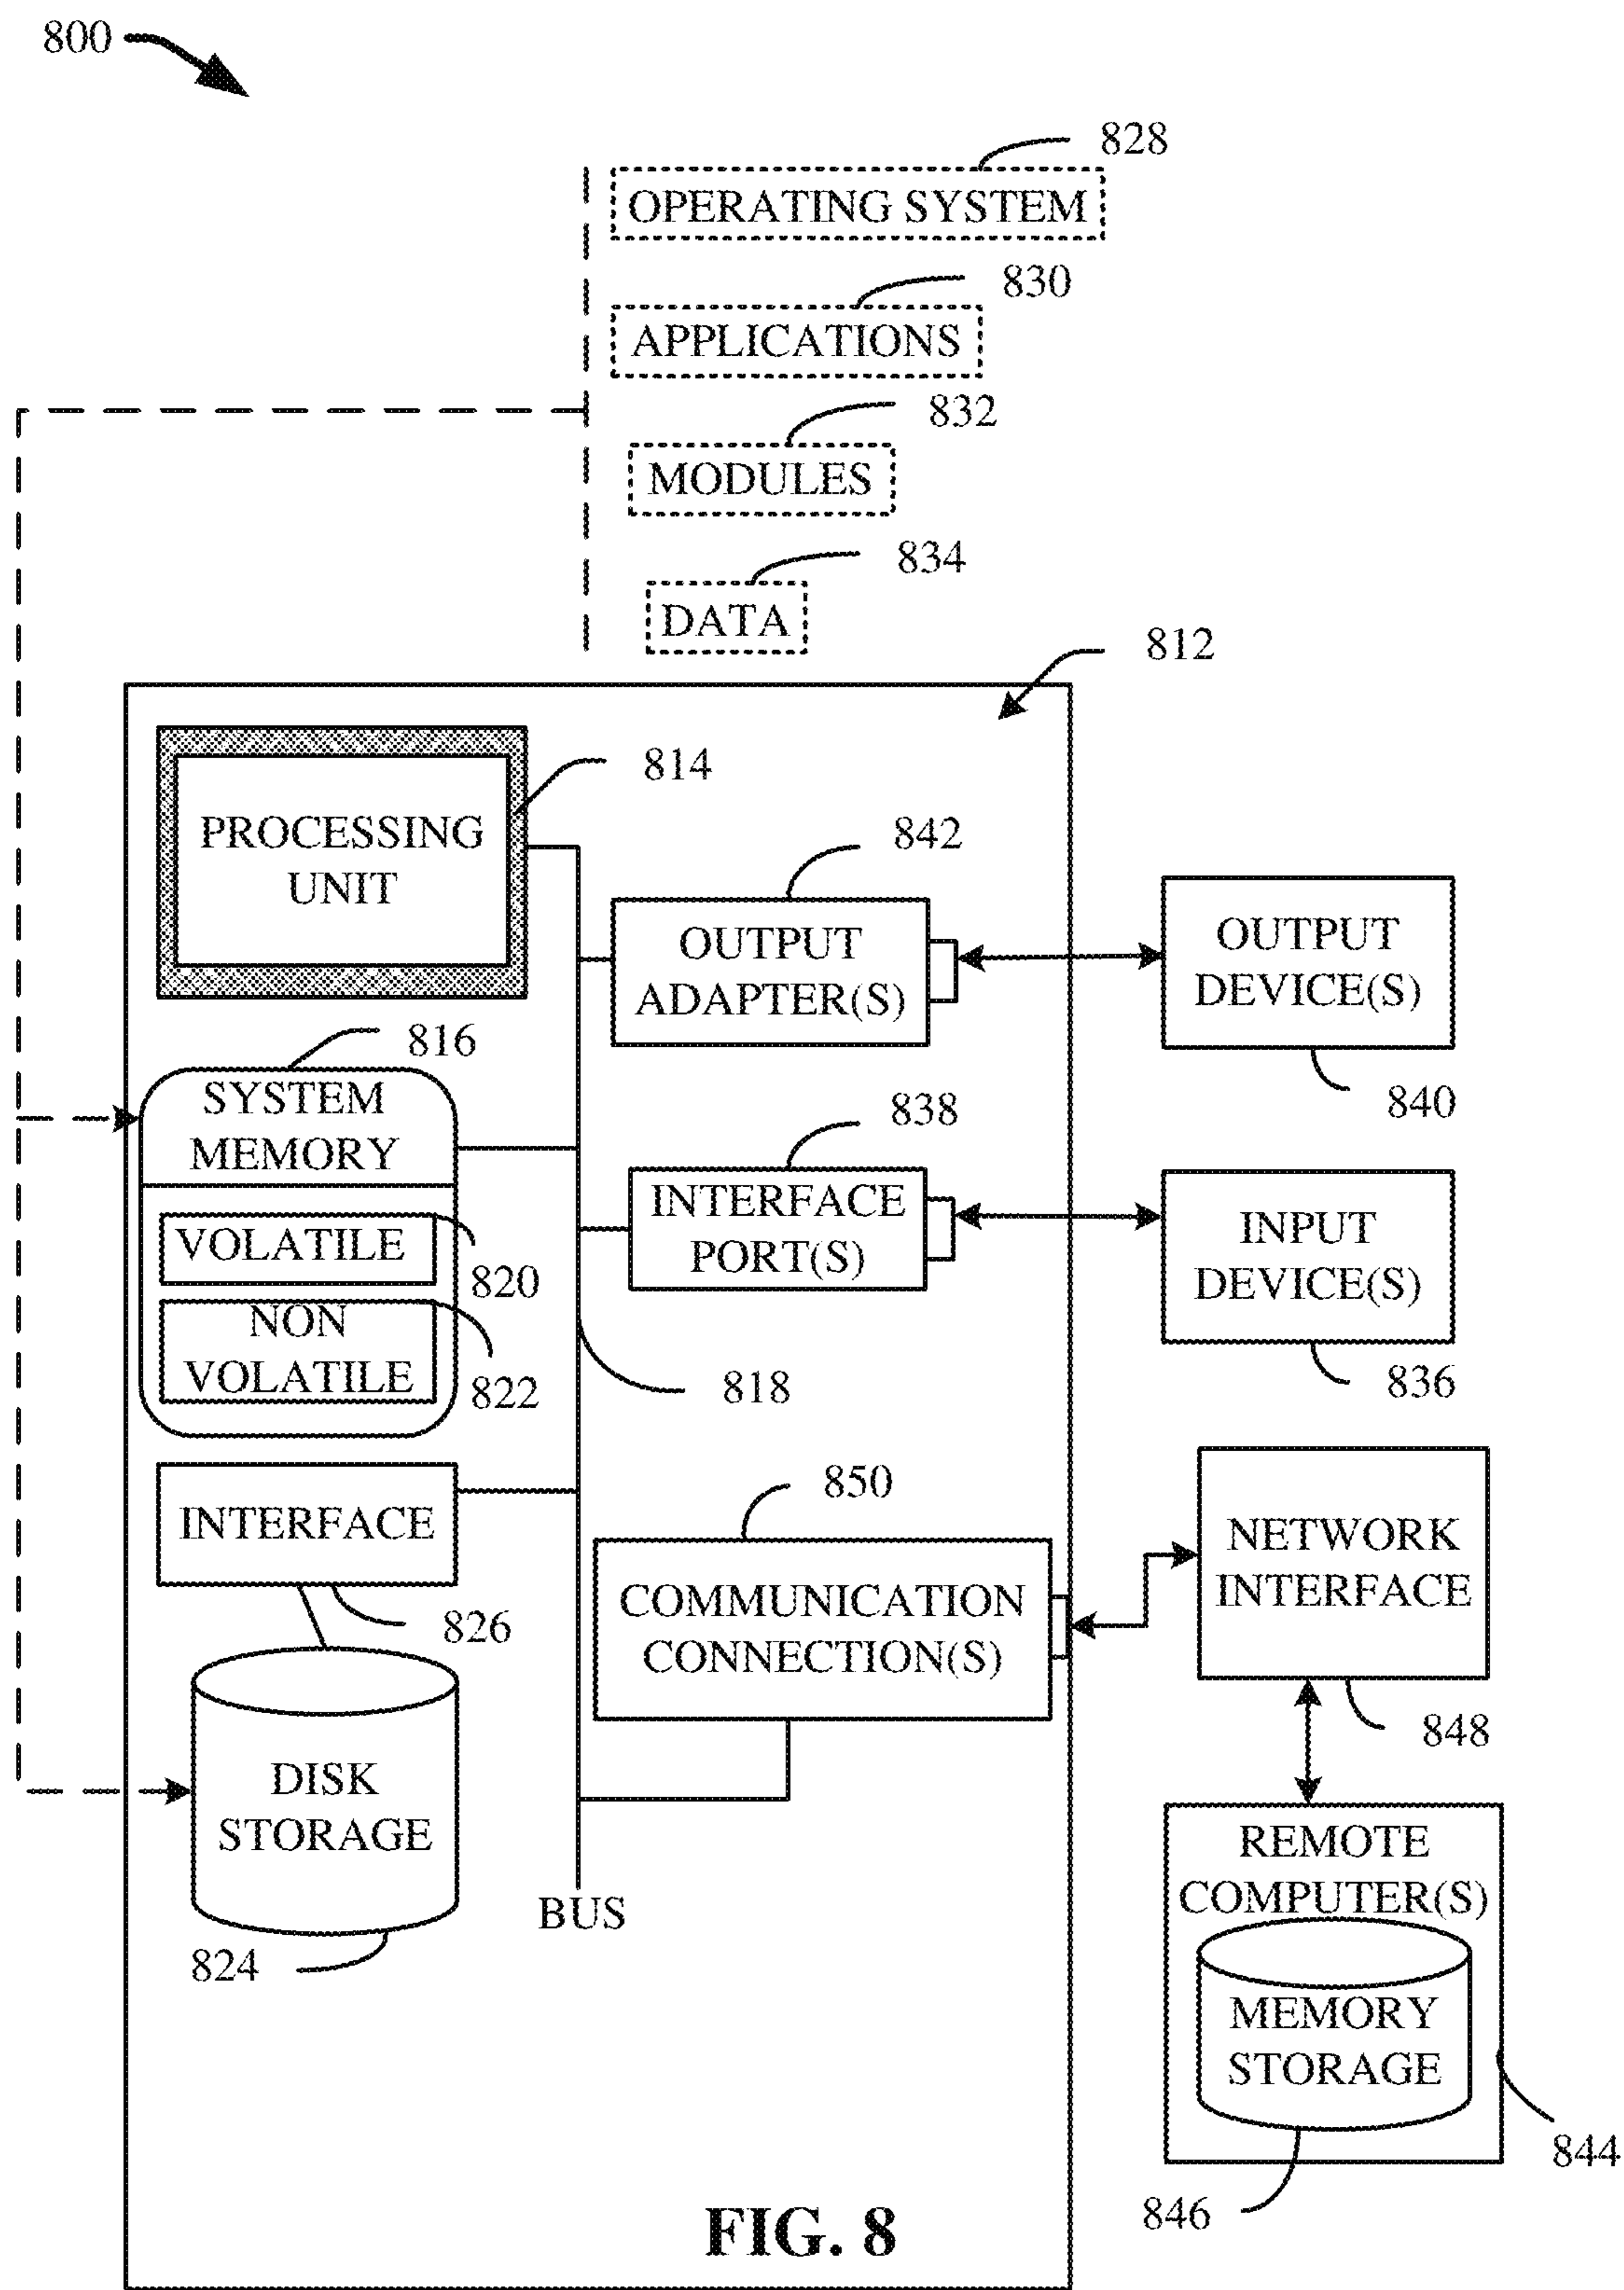 800
828
OPERATING SYSTEM
830
APPLICATIONS
832
MODULES
834
DATA
812
814
PROCESSING
UNIT
842
OUTPUT
ADAPTER(S)
OUTPUT
DEVICE(S)
840
816
SYSTEM
MEMORY
VOLATILE
820
NON
VOLATILE
822
838
INTERFACE
PORT(S)
INPUT
DEVICE(S)
836
818
INTERFACE
826
850
COMMUNICATION
CONNECTION(S)
NETWORK
INTERFACE
848
DISK
STORAGE
824
BUS
REMOTE
COMPUTER(S)
MEMORY
STORAGE
844
846
FIG. 8